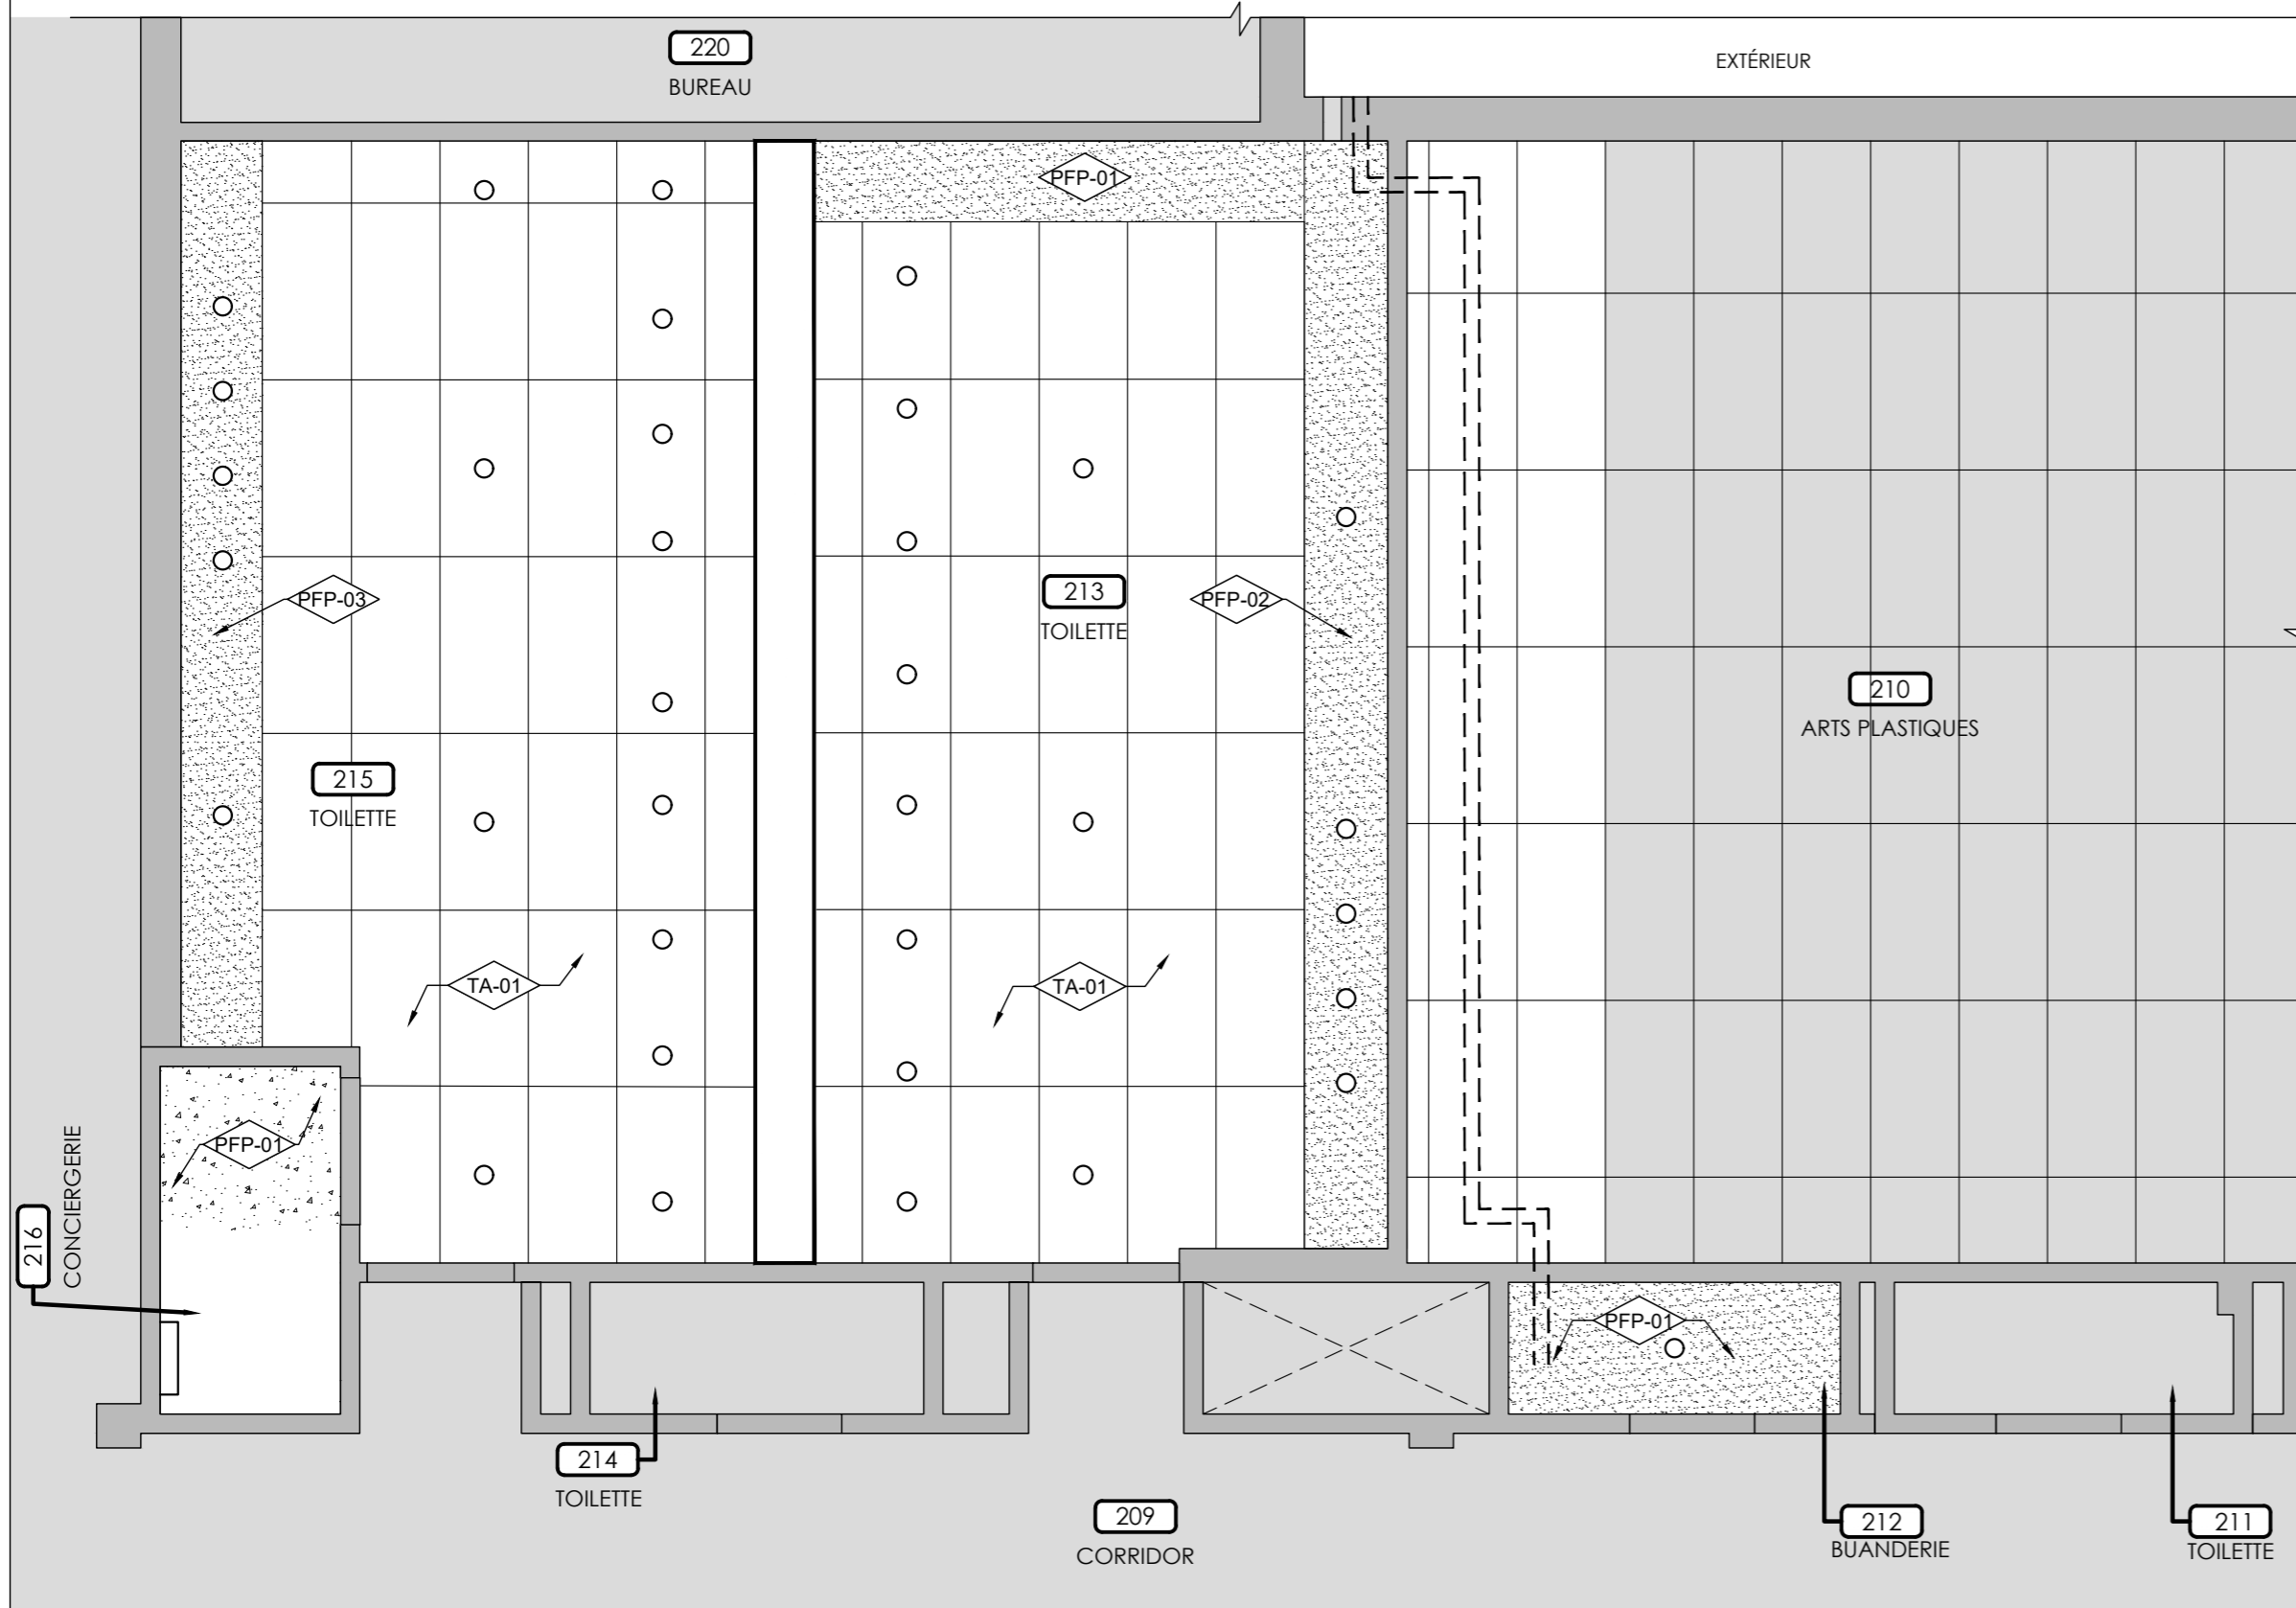 220
BUREAU
EXTÉRIEUR
PFP-01
PFP-03
213
TOILETTE
PFP-02
210
ARTS PLASTIQUES
215
TOILETTE
TA-01
TA-01
PFP-01
216
CONCIERGERIE
PFP-01
214
TOILETTE
209
CORRIDOR
212
BUANDERIE
211
TOILETTE